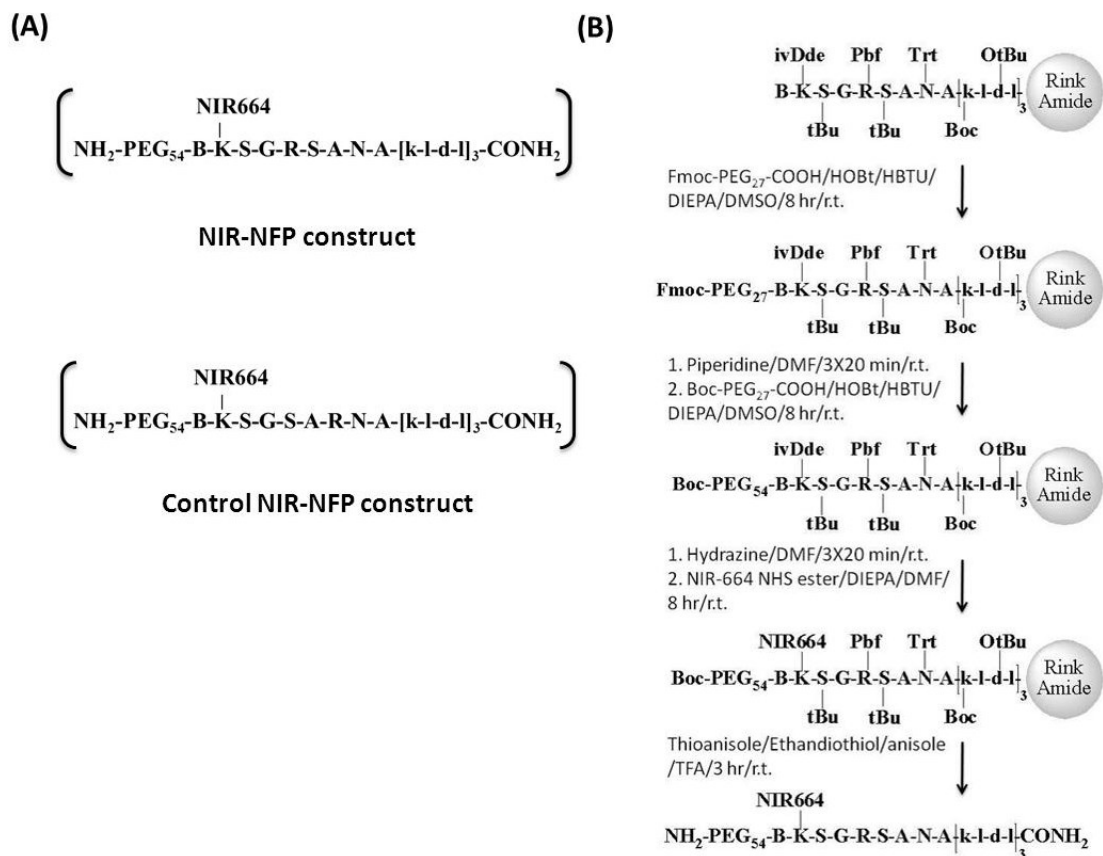 (A)
NIR664
NH₂-PEG₅₄-B-K-S-G-R-S-A-N-A-[k-l-d-l]₃-CONH₂
NIR-NFP construct
NIR664
NH₂-PEG₅₄-B-K-S-G-S-A-R-N-A-[k-l-d-l]₃-CONH₂
Control NIR-NFP construct
(B)
ivDde Pbf Trt OtBu
B-K-S-G-R-S-A-N-A-[k-l-d-l-]₃ Rink Amide
tBu tBu Boc
Fmoc-PEG₂₇-COOH/HOBt/HBTU/
DIEPA/DMSO/8 hr/r.t.
ivDde Pbf Trt OtBu
Fmoc-PEG₂₇-B-K-S-G-R-S-A-N-A-[k-l-d-l-]₃ Rink Amide
tBu tBu Boc
1. Piperidine/DMF/3X20 min/r.t.
2. Boc-PEG₂₇-COOH/HOBt/HBTU/
DIEPA/DMSO/8 hr/r.t.
ivDde Pbf Trt OtBu
Boc-PEG₅₄-B-K-S-G-R-S-A-N-A-[k-l-d-l-]₃ Rink Amide
tBu tBu Boc
1. Hydrazine/DMF/3X20 min/r.t.
2. NIR-664 NHS ester/DIEPA/DMF/
8 hr/r.t.
NIR664 Pbf Trt OtBu
Boc-PEG₅₄-B-K-S-G-R-S-A-N-A-[k-l-d-l-]₃ Rink Amide
tBu tBu Boc
Thioanisole/Ethandiothiol/anisole
/TFA/3 hr/r.t.
NIR664
NH₂-PEG₅₄-B-K-S-G-R-S-A-N-A-[k-l-d-l-]₃CONH₂